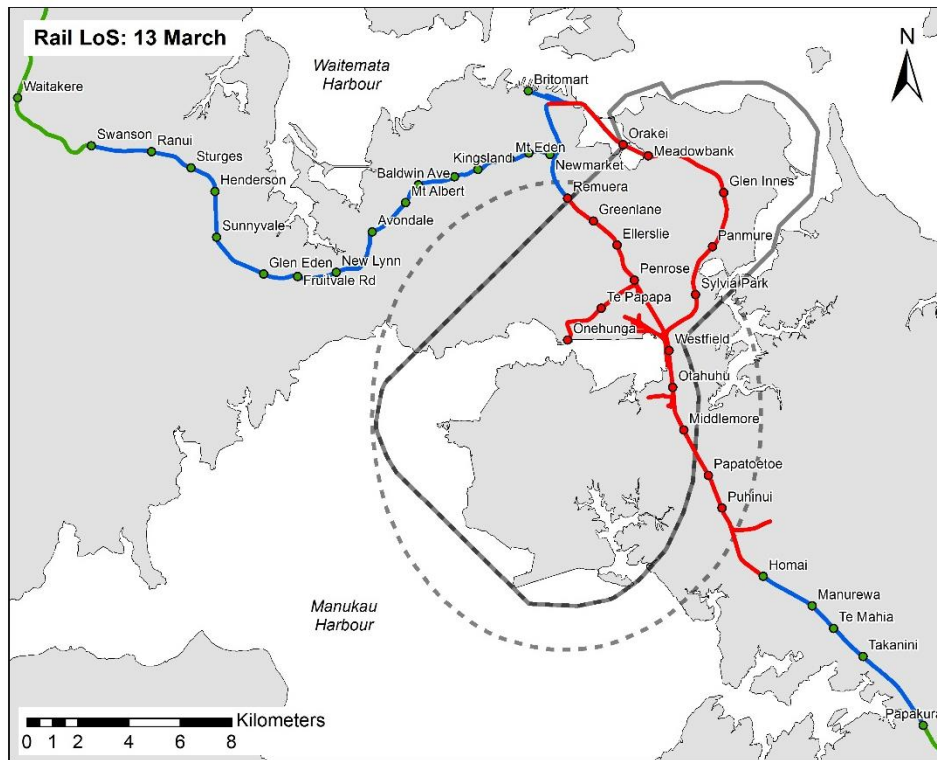 Rail LoS: 13 March
N
Waitemata
Harbour
Britomart
Waitakere
Swanson
Ranui
Sturges
Henderson
Sunnyvale
Glen Eden
Fruitvale Rd
New Lynn
Avondale
Mt Albert
Baldwin Ave
Kingsland
Mt Eden
Newmarket
Orakei
Meadowbank
Glen Innes
Panmure
Sylvia Park
Remuera
Greenlane
Ellerslie
Penrose
Te Papapa
Onehunga
Westfield
Otahuhu
Middlemore
Papatoetoe
Puhinui
Homai
Manurewa
Te Mahia
Takanini
Papakura
Manukau
Harbour
Kilometers
0 1 2 4 6 8